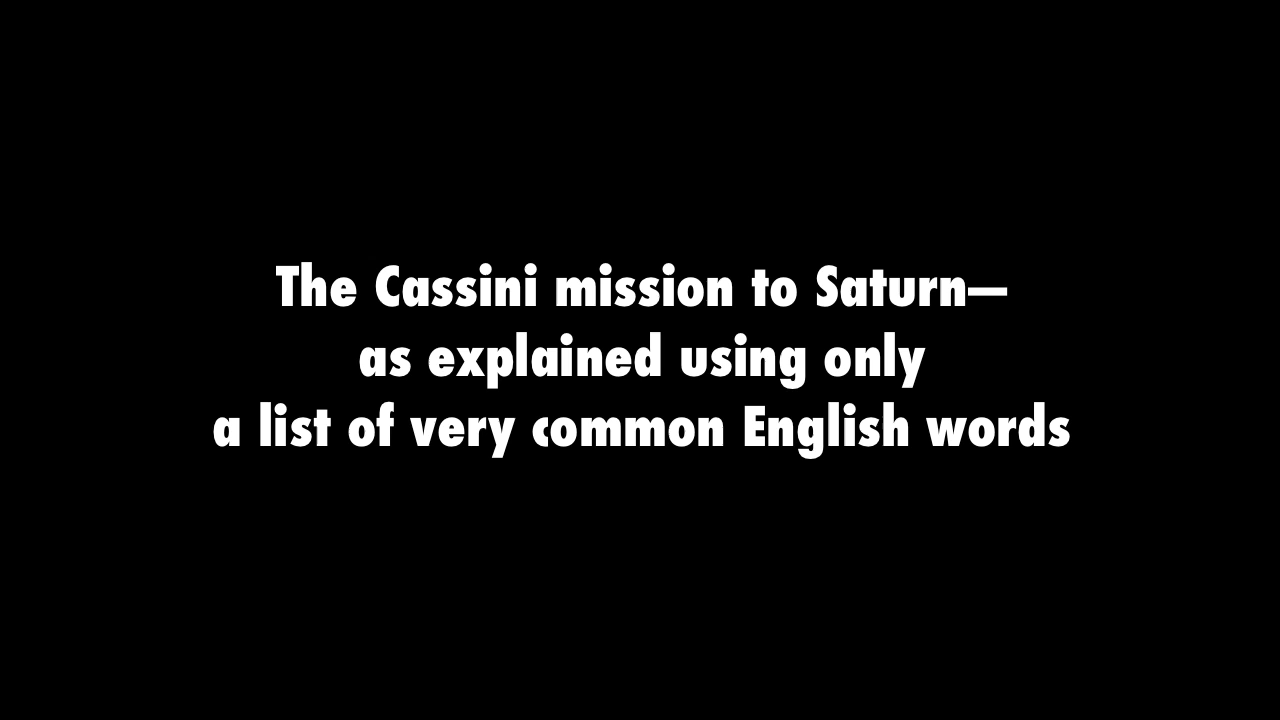 The Cassini mission to Saturn—
as explained using only
a list of very common English words